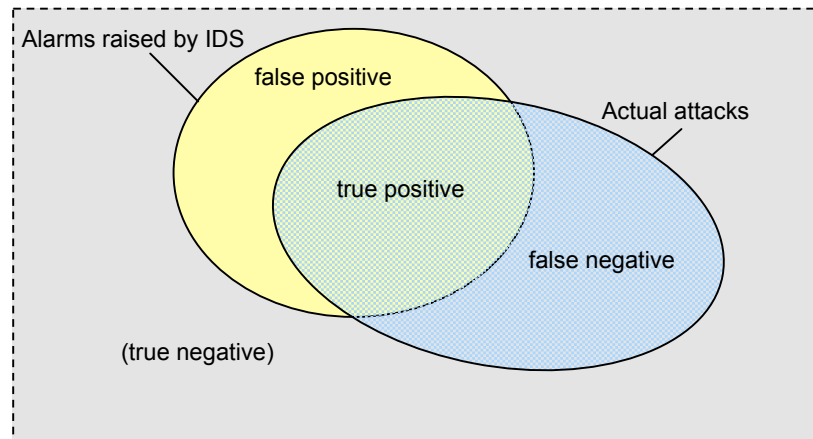 Alarms raised by IDS
false positive
Actual attacks
true positive
false negative
(true negative)